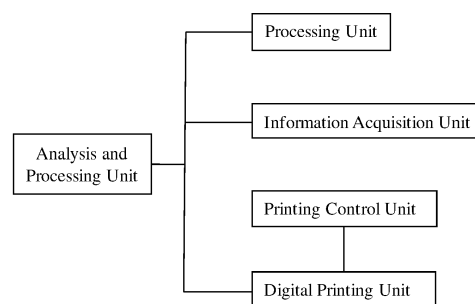 Processing Unit
Information Acquisition Unit
Analysis and
Processing Unit
Printing Control Unit
Digital Printing Unit